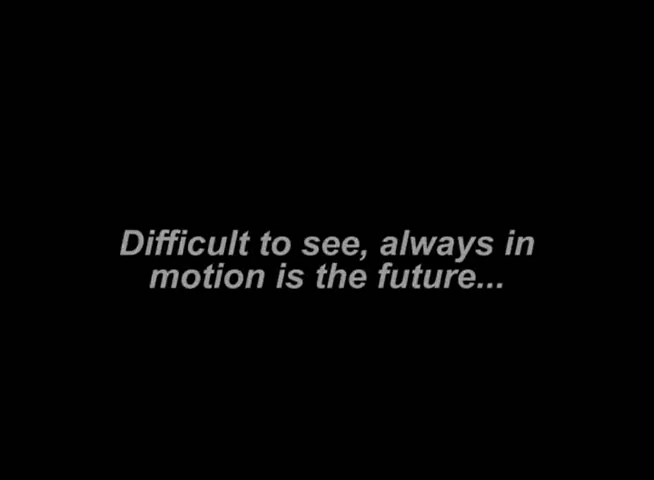 Difficult to see, always in
motion is the future...